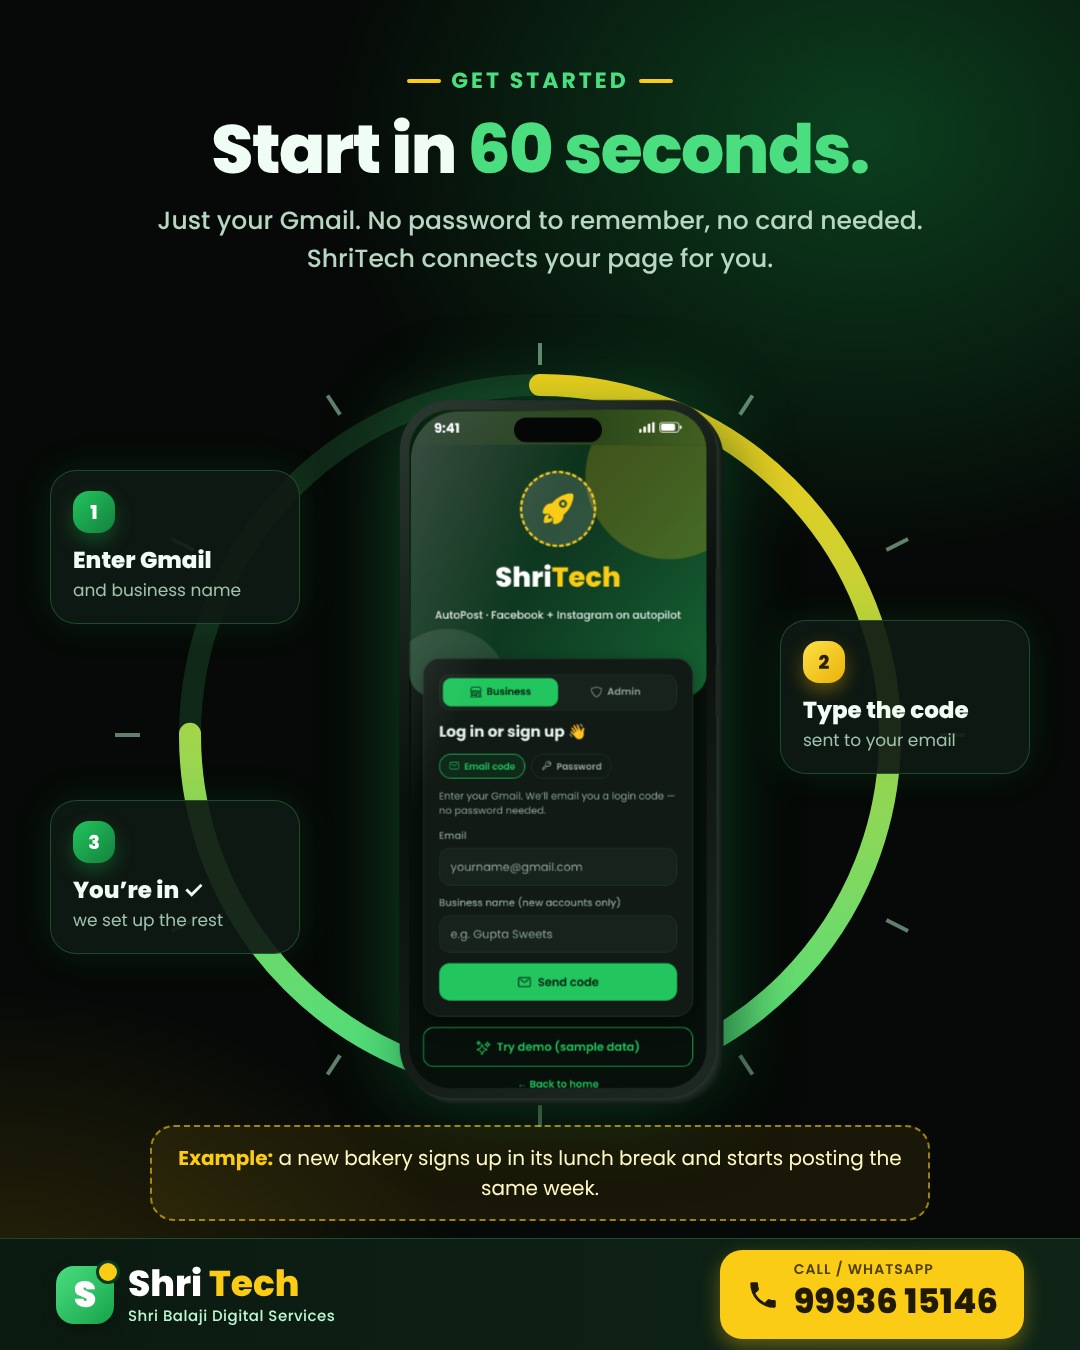 GET STARTED
Start in 60 seconds.
Just your Gmail. No password to remember, no card needed.
ShriTech connects your page for you.
1
Enter Gmail
and business name
2
Type the code
sent to your email
3
You’re in ✓
we set up the rest
9:41
ShriTech
AutoPost · Facebook + Instagram on autopilot
Business
Admin
Log in or sign up 👋
Email code
Password
Enter your Gmail. We'll email you a login code —
no password needed.
Email
yourname@gmail.com
Business name (new accounts only)
e.g. Gupta Sweets
Send code
Try demo (sample data)
← Back to home
Example: a new bakery signs up in its lunch break and starts posting the
same week.
S
Shri Tech
Shri Balaji Digital Services
CALL / WHATSAPP
99936 15146